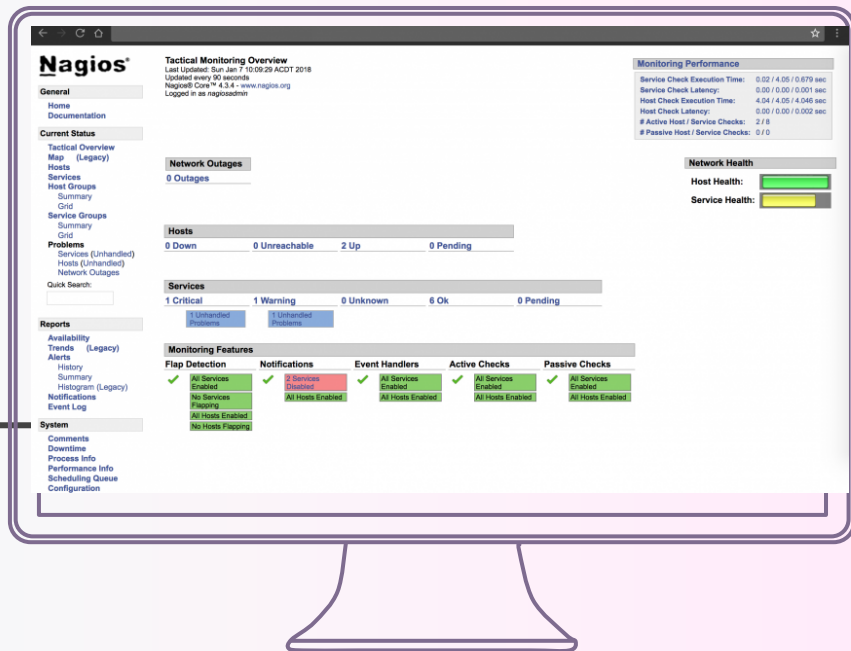 Nagios®
General
Home
Documentation
Current Status
Tactical Overview
Map (Legacy)
Hosts
Services
Host Groups
Summary
Grid
Service Groups
Summary
Grid
Problems
Services (Unhandled)
Hosts (Unhandled)
Network Outages
Quick Search:
Reports
Availability
Trends (Legacy)
Alerts
History
Summary
Histogram (Legacy)
Notifications
Event Log
System
Comments
Downtime
Process Info
Performance Info
Scheduling Queue
Configuration
Tactical Monitoring Overview
Last Updated: Sun Jan 7 10:09:29 ACDT 2018
Updated every 90 seconds
Nagios® Core™ 4.3.4 - www.nagios.org
Logged in as nagiosadmin
Monitoring Performance
Service Check Execution Time: 0.02 / 4.05 / 0.679 sec
Service Check Latency: 0.00 / 0.00 / 0.001 sec
Host Check Execution Time: 4.04 / 4.05 / 4.046 sec
Host Check Latency: 0.00 / 0.00 / 0.002 sec
# Active Host / Service Checks: 2 / 8
# Passive Host / Service Checks: 0 / 0
Network Outages
0 Outages
Network Health
Host Health:
Service Health:
Hosts
0 Down 0 Unreachable 2 Up 0 Pending
Services
1 Critical 1 Warning 0 Unknown 6 Ok 0 Pending
1 Unhandled Problems 1 Unhandled Problems
Monitoring Features
Flap Detection Notifications Event Handlers Active Checks Passive Checks
All Services Enabled 2 Services Disabled All Services Enabled All Services Enabled All Services Enabled
No Services Flapping All Hosts Enabled All Hosts Enabled All Hosts Enabled All Hosts Enabled
All Hosts Enabled
No Hosts Flapping